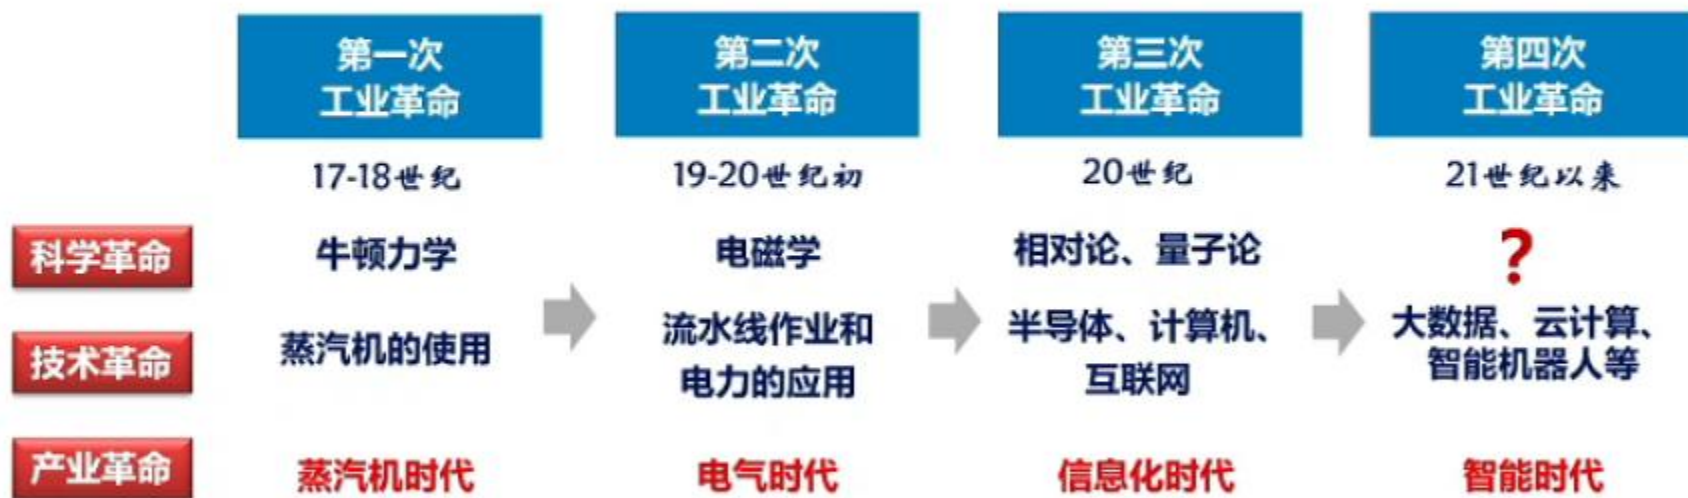 第一次
工业革命
第二次
工业革命
第三次
工业革命
第四次
工业革命
17-18世纪
19-20世纪初
20世纪
21世纪以来
科学革命
牛顿力学
电磁学
相对论、量子论
?
技术革命
蒸汽机的使用
流水线作业和
电力的应用
半导体、计算机、
互联网
大数据、云计算、
智能机器人等
产业革命
蒸汽机时代
电气时代
信息化时代
智能时代